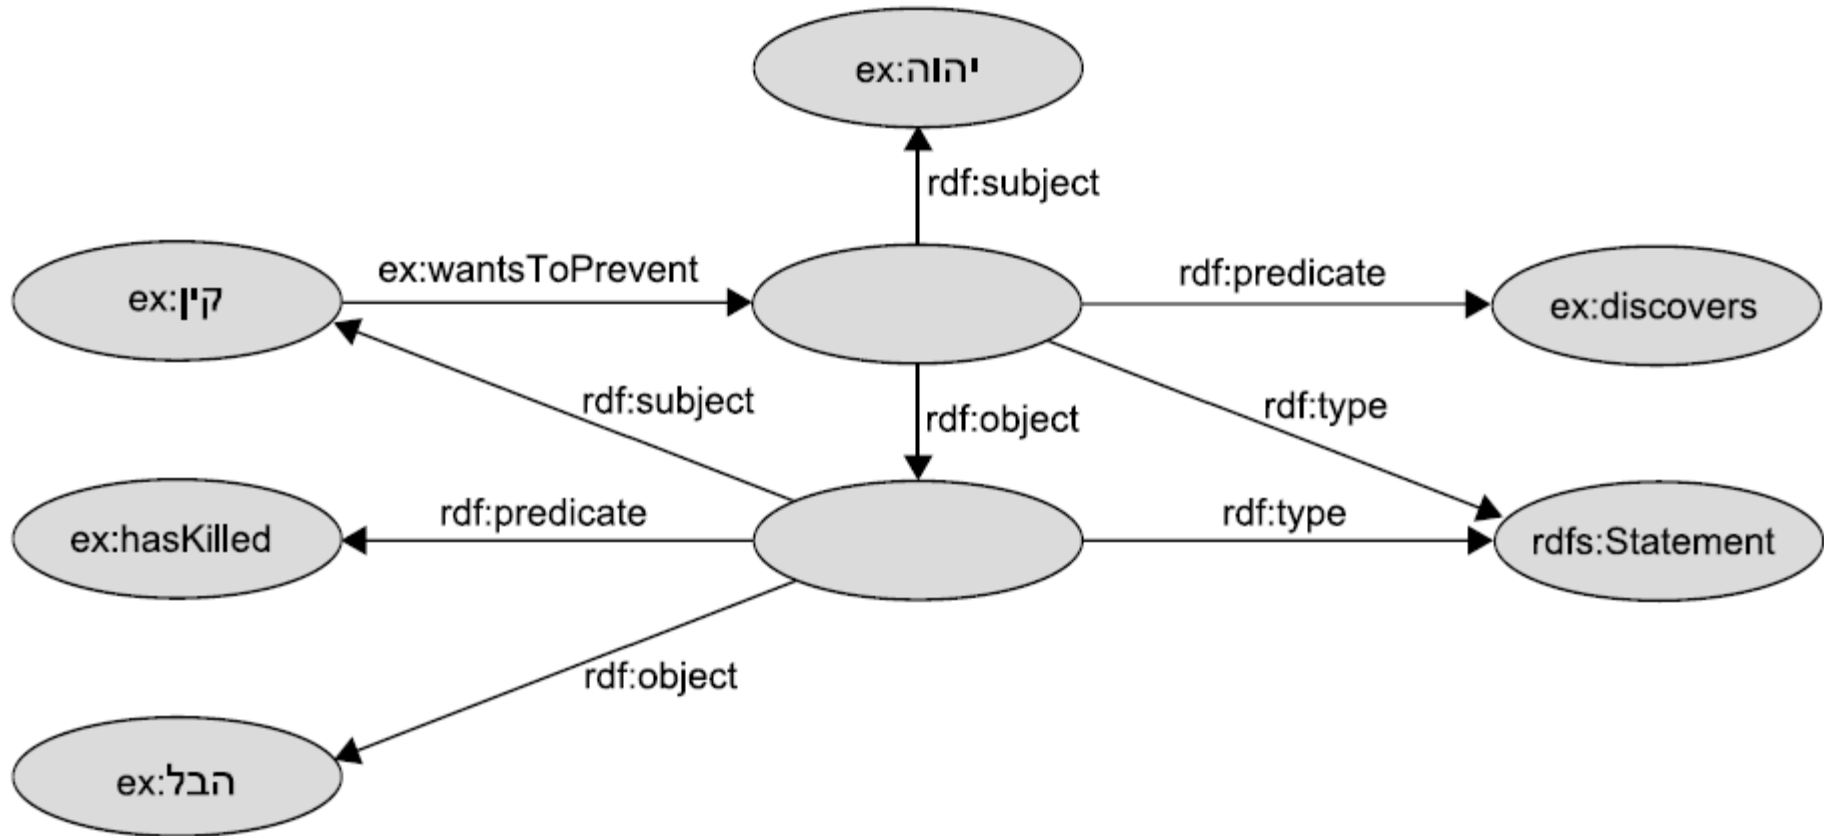 ex:יהוה
rdf:subject
ex:קין
ex:wantsToPrevent
rdf:predicate
ex:discovers
rdf:subject
rdf:object
rdf:type
ex:hasKilled
rdf:predicate
rdf:type
rdfs:Statement
rdf:object
ex:הבל